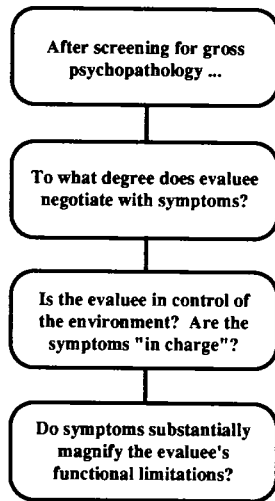 After screening for gross
psychopathology ...
To what degree does evaluee
negotiate with symptoms?
Is the evaluee in control of
the environment? Are the
symptoms "in charge"?
Do symptoms substantially
magnify the evaluee's
functional limitations?